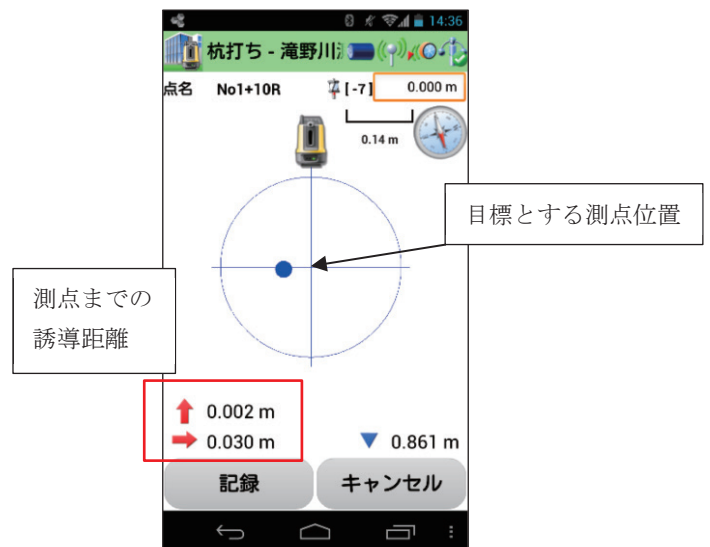 14:36
杭打ち - 滝野川
点名 No1+10R [-7] 0.000 m
0.14 m
目標とする測点位置
測点までの
誘導距離
0.002 m
0.030 m 0.861 m
記録 キャンセル